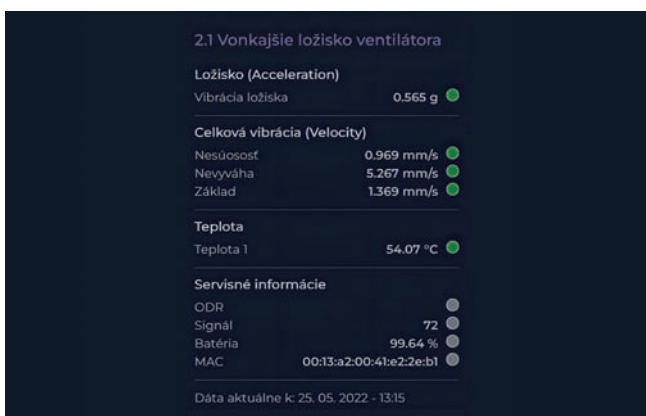 2.1 Vonkajšie ložisko ventilátora
Ložisko (Acceleration)
Vibrácia ložiska 0.565 g
Celková vibrácia (Velocity)
Nesúososť 0.969 mm/s
Nevyváha 5.267 mm/s
Základ 1.369 mm/s
Teplota
Teplota 1 54.07 °C
Servisné informácie
ODR
Signál 72
Batéria 99.64 %
MAC 00:13:a2:00:41:e2:2e:b1
Dáta aktuálne k: 25. 05. 2022 - 13:15